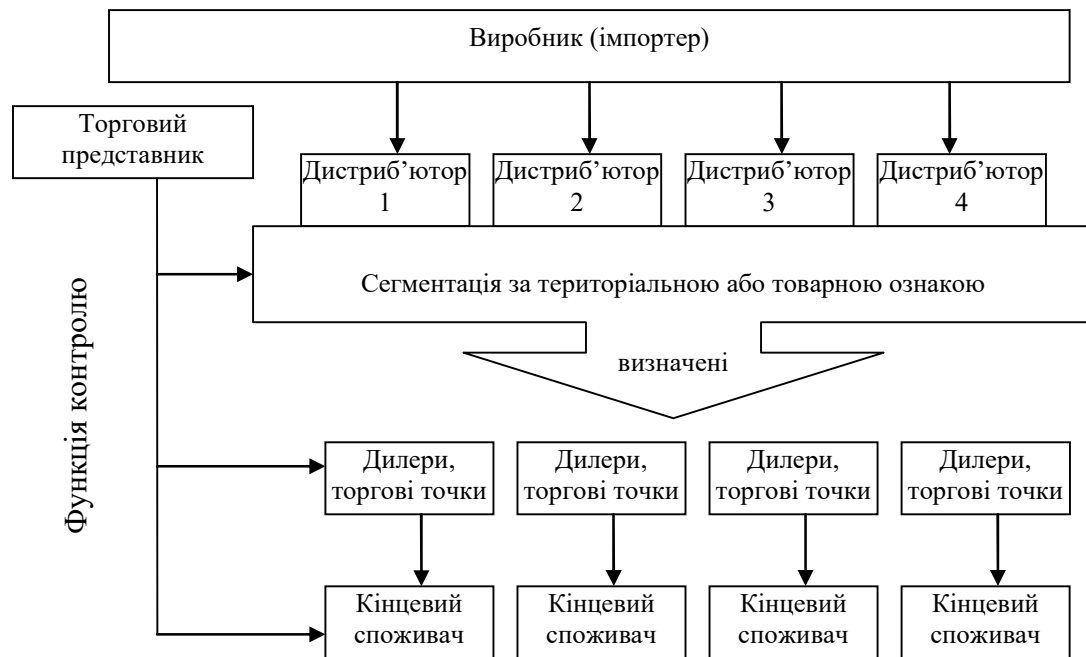 Виробник (імпортер)
Торговий
представник
Дистриб’ютор
1
Дистриб’ютор
2
Дистриб’ютор
3
Дистриб’ютор
4
Сегментація за територіальною або товарною ознакою
визначені
Функція контролю
Дилери,
торгові точки
Дилери,
торгові точки
Дилери,
торгові точки
Дилери,
торгові точки
Кінцевий
споживач
Кінцевий
споживач
Кінцевий
споживач
Кінцевий
споживач